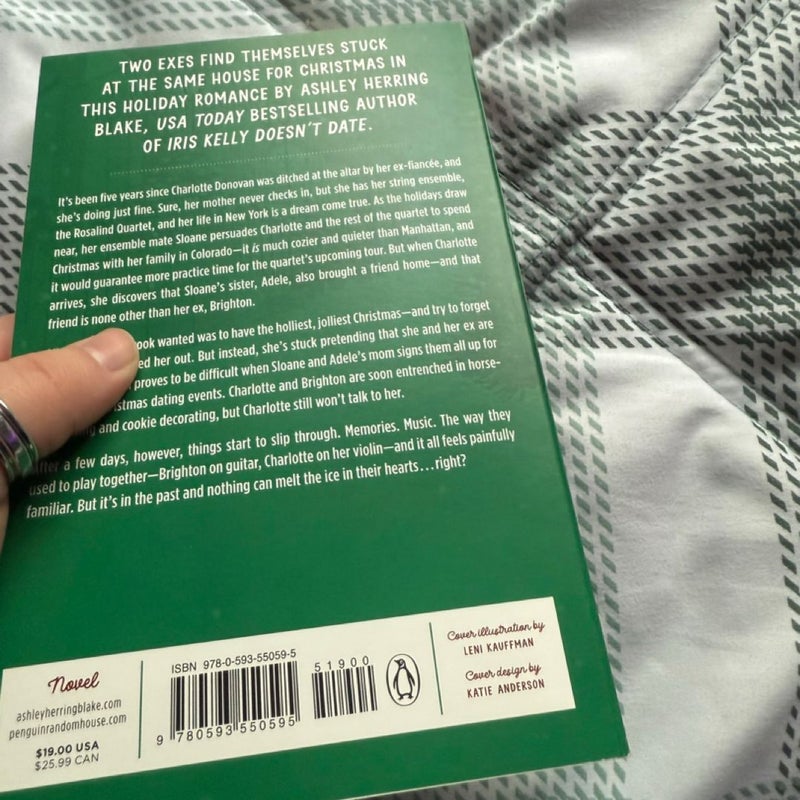 TWO EXES FIND THEMSELVES STUCK
AT THE SAME HOUSE FOR CHRISTMAS IN
THIS HOLIDAY ROMANCE BY ASHLEY HERRING
BLAKE, USA TODAY BESTSELLING AUTHOR
OF IRIS KELLY DOESN'T DATE.
It's been five years since Charlotte Donovan was ditched at the altar by her ex-fiancée, and
she's doing just fine. Sure, her mother never checks in, but she has her string ensemble,
the Rosalind Quartet, and her life in New York is a dream come true. As the holidays draw
near, her ensemble mate Sloane persuades Charlotte and the rest of the quartet to spend
Christmas with her family in Colorado—it is much cozier and quieter than Manhattan, and
it would guarantee more practice time for the quartet's upcoming tour. But when Charlotte
arrives, she discovers that Sloane's sister, Adele, also brought a friend home—and that
friend is none other than her ex, Brighton.
ook wanted was to have the holliest, jolliest Christmas—and try to forget
ed her out. But instead, she's stuck pretending that she and her ex are
proves to be difficult when Sloane and Adele's mom signs them all up for
stmas dating events. Charlotte and Brighton are soon entrenched in horse-
and cookie decorating, but Charlotte still won't talk to her.
After a few days, however, things start to slip through. Memories. Music. The way they
used to play together—Brighton on guitar, Charlotte on her violin—and it all feels painfully
familiar. But it's in the past and nothing can melt the ice in their hearts...right?
Novel
ashleyherringblake.com
penguinrandomhouse.com
$19.00 USA
$25.99 CAN
ISBN 978-0-593-55059-5
51900
9 780593 550595
Cover illustration by
LENI KAUFFMAN
Cover design by
KATIE ANDERSON